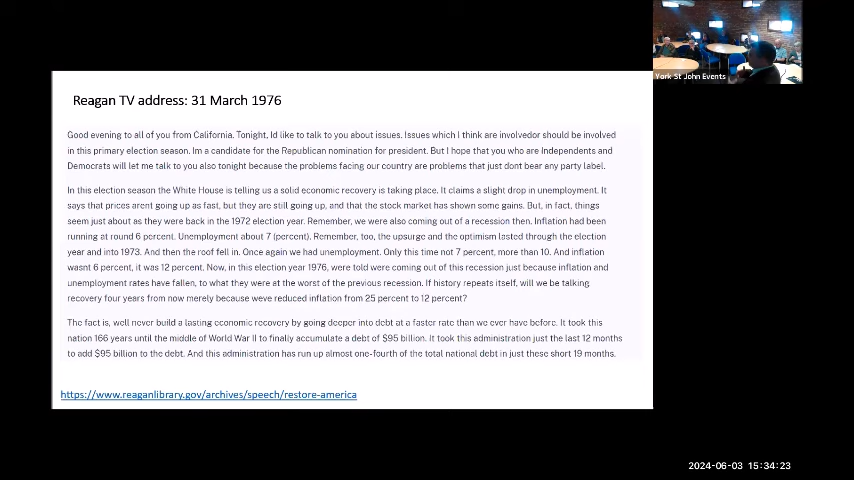 York St John Events
Reagan TV address: 31 March 1976
Good evening to all of you from California. Tonight, Id like to talk to you about issues. Issues which I think are involvedor should be involved
in this primary election season. Im a candidate for the Republican nomination for president. But I hope that you who are Independents and
Democrats will let me talk to you also tonight because the problems facing our country are problems that just dont bear any party label.
In this election season the White House is telling us a solid economic recovery is taking place. It claims a slight drop in unemployment. It
says that prices arent going up as fast, but they are still going up, and that the stock market has shown some gains. But, in fact, things
seem just about as they were back in the 1972 election year. Remember, we were also coming out of a recession then. Inflation had been
running at round 6 percent. Unemployment about 7 (percent). Remember, too, the upsurge and the optimism lasted through the election
year and into 1973. And then the roof fell in. Once again we had unemployment. Only this time not 7 percent, more than 10. And inflation
wasnt 6 percent, it was 12 percent. Now, in this election year 1976, were told were coming out of this recession just because inflation and
unemployment rates have fallen, to what they were at the worst of the previous recession. If history repeats itself, will we be talking
recovery four years from now merely because weve reduced inflation from 25 percent to 12 percent?
The fact is, well never build a lasting economic recovery by going deeper into debt at a faster rate than we ever have before. It took this
nation 166 years until the middle of World War II to finally accumulate a debt of $95 billion. It took this administration just the last 12 months
to add $95 billion to the debt. And this administration has run up almost one-fourth of the total national debt in just these short 19 months.
https://www.reaganlibrary.gov/archives/speech/restore-america
2024-06-03 15:34:23